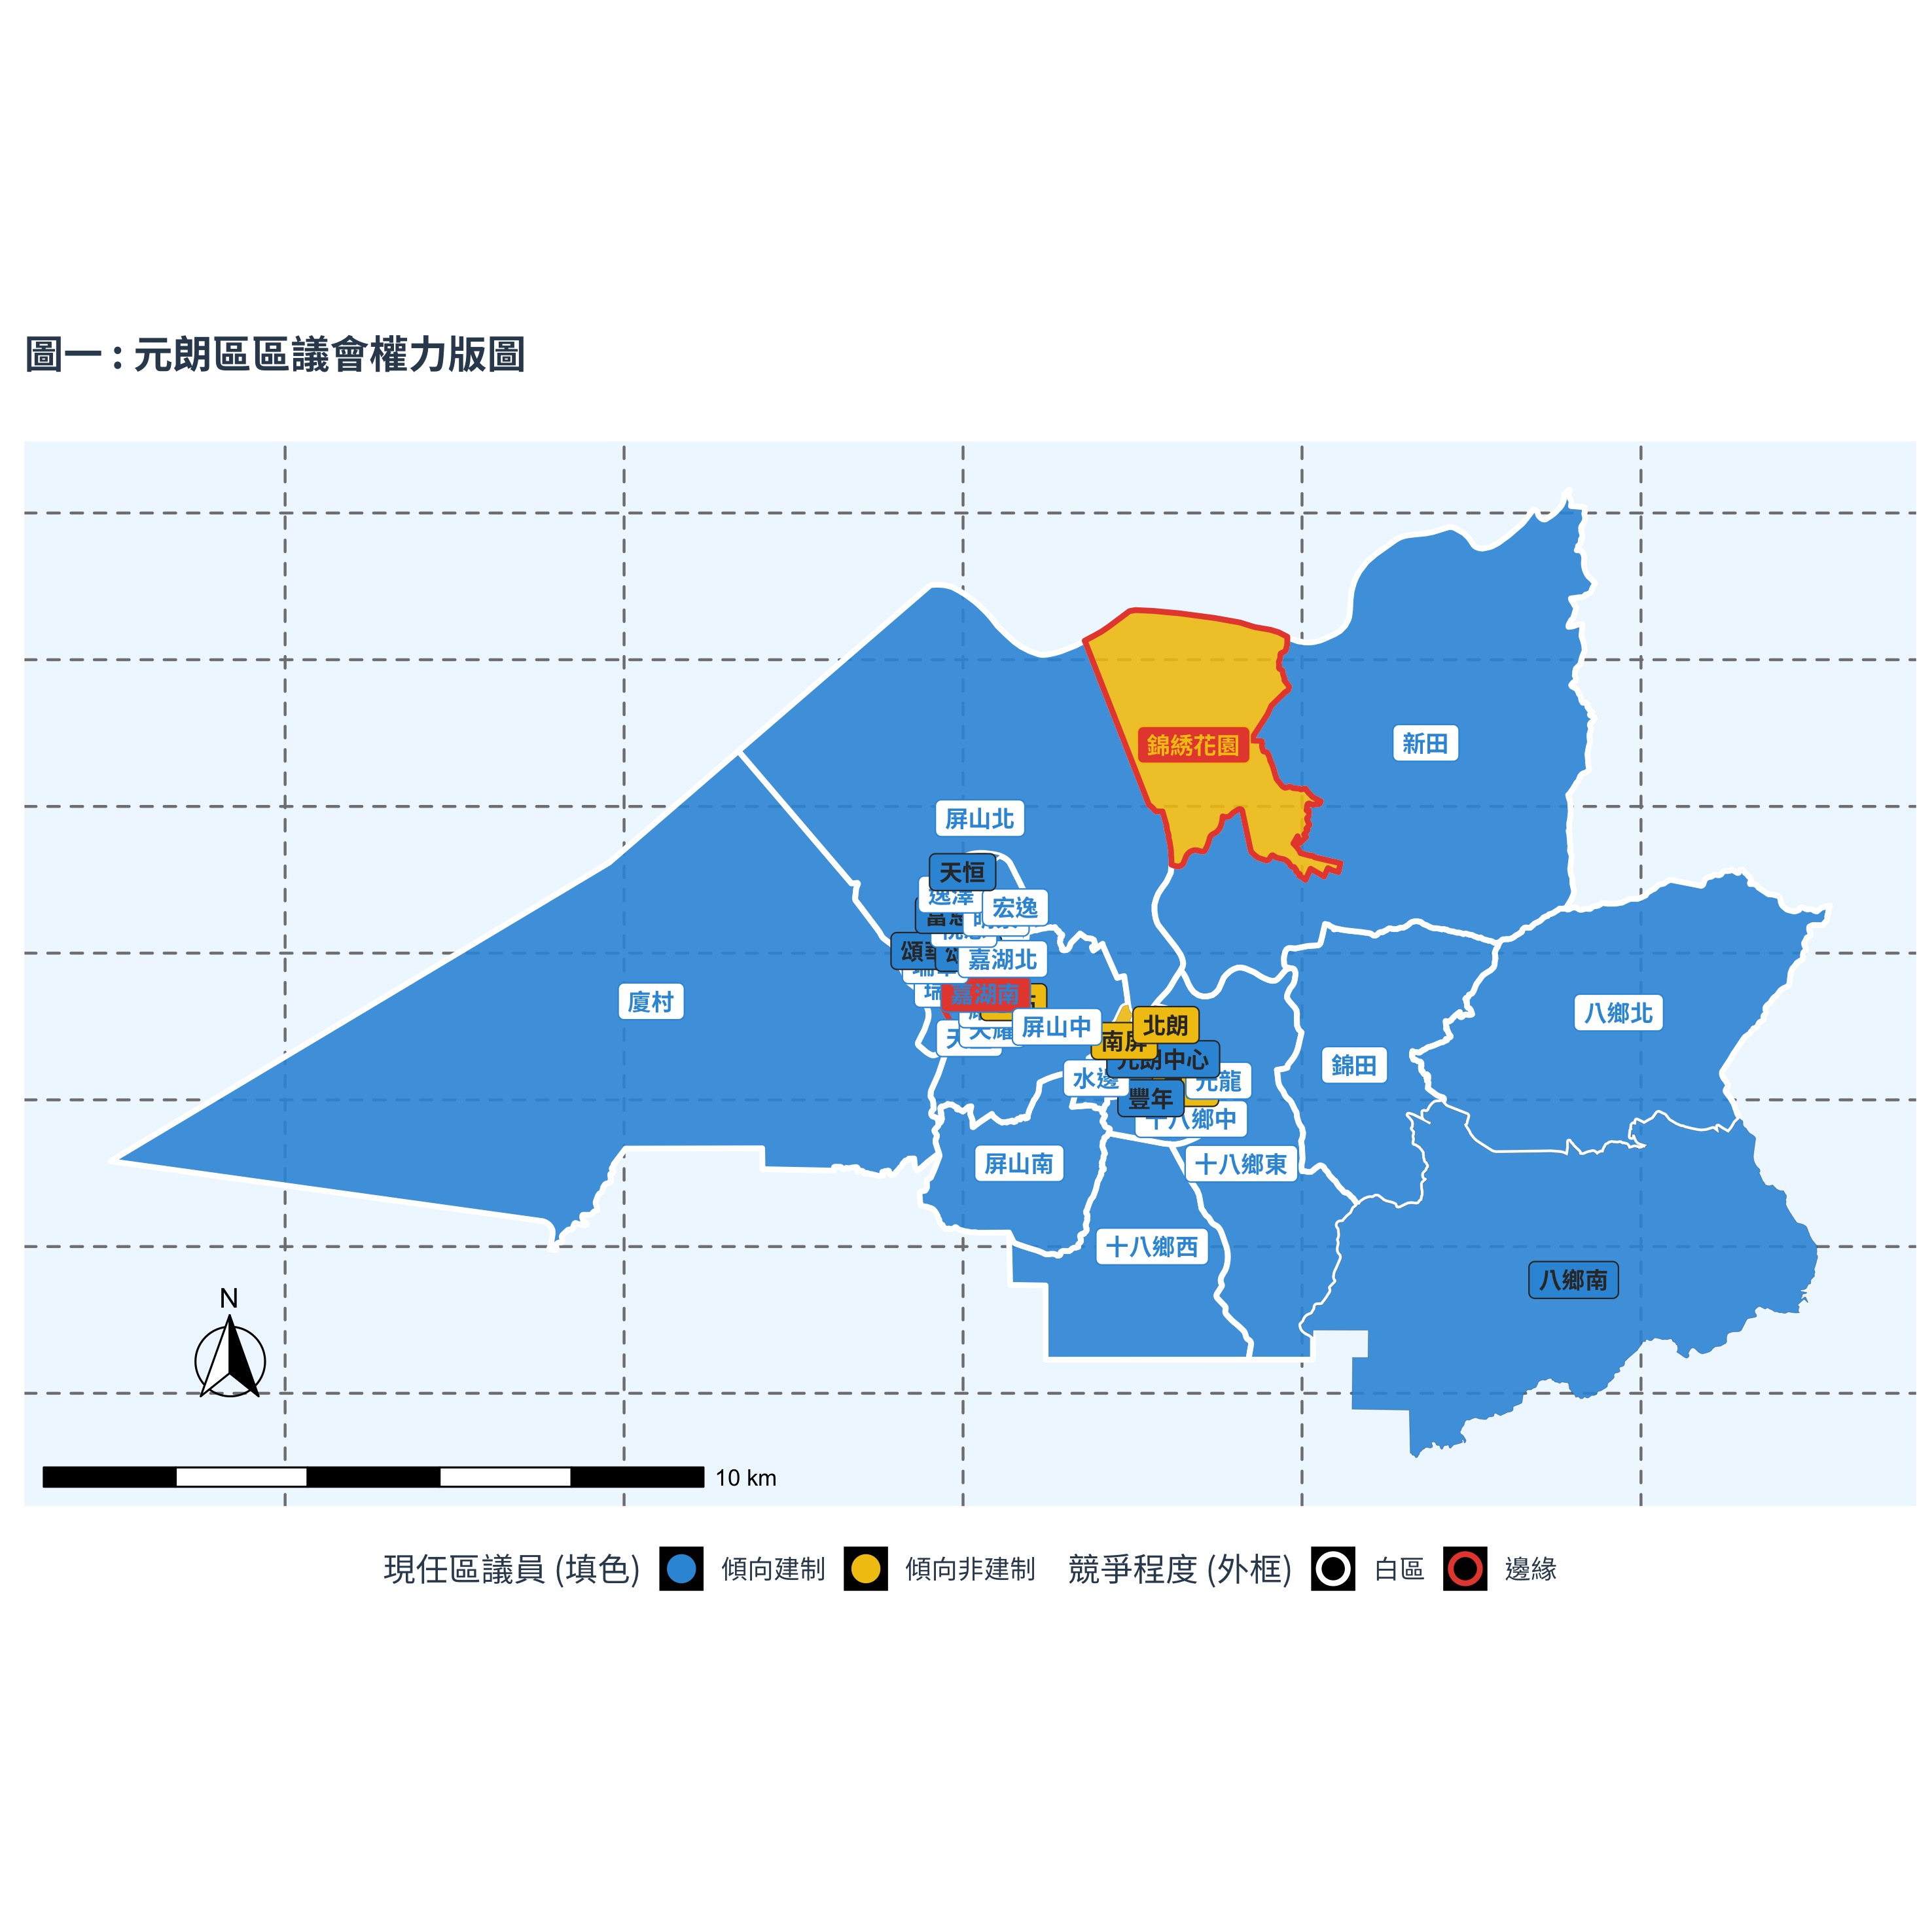 圖一 : 元朗區區議會權力版圖
錦綉花園
新田
屏山北
天恒
逸澤
宏逸
嘉湖北
廈村
嘉湖南
屏山中
北朗
南屏
元朗中心
八鄉北
錦田
水邊
元龍
豐年
十八鄉中
屏山南
十八鄉東
十八鄉西
八鄉南
天耀
頌華
N
10 km
現任區議員 (填色) 傾向建制 傾向非建制 競爭程度 (外框) 白區 邊緣